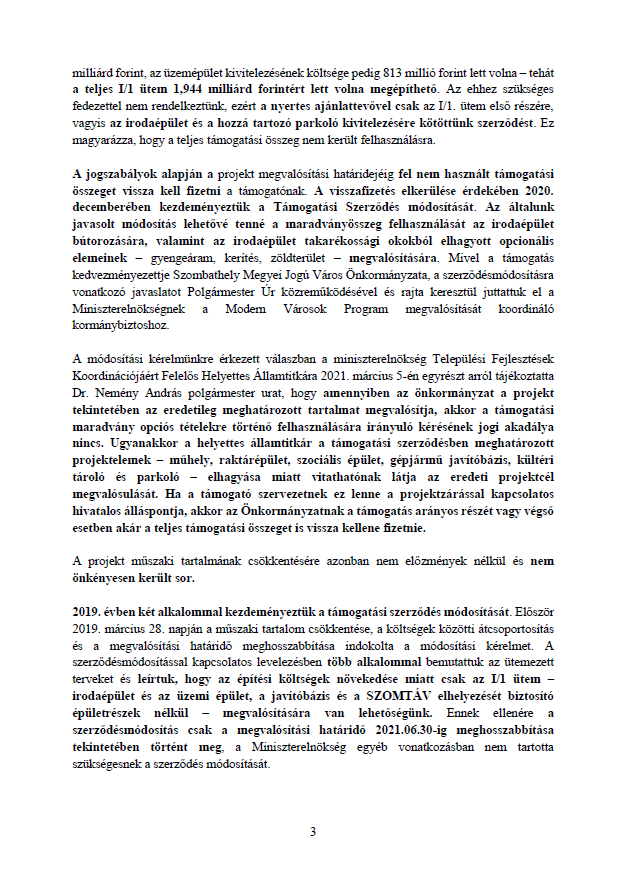 milliárd forint, az üzemépület kivitelezésének költsége pedig 813 millió forint lett volna – tehát
a teljes I/1 ütem 1,944 milliárd forintért lett volna megépíthető. Az ehhez szükséges
fedezettel nem rendelkeztünk, ezért a nyertes ajánlattevővel csak az I/1. ütem első részére,
vagyis az irodaépület és a hozzá tartozó parkoló kivitelezésére kötöttünk szerződést. Ez
magyarázza, hogy a teljes támogatási összeg nem került felhasználásra.
A jogszabályok alapján a projekt megvalósítási határidejéig fel nem használt támogatási
összeget vissza kell fizetni a támogatónak. A visszafizetés elkerülése érdekében 2020.
decemberében kezdeményeztük a Támogatási Szerződés módosítását. Az általunk
javasolt módosítás lehetővé tenné a maradványösszeg felhasználását az irodaépület
bútorozására, valamint az irodaépület takarékossági okokból elhagyott opcionális
elemeinek – gyengeáram, kerítés, zöldterület – megvalósítására. Mivel a támogatás
kedvezményezettje Szombathely Megyei Jogú Város Önkormányzata, a szerződésmódosításra
vonatkozó javaslatot Polgármester Úr közreműködésével és rajta keresztül juttattuk el a
Miniszterelnökségnek a Modern Városok Program megvalósítását koordináló
kormánybiztoshoz.
A módosítási kérelmünkre érkezett válaszban a miniszterelnökség Települési Fejlesztések
Koordinációjáért Felelős Helyettes Államtitkára 2021. március 5-én egyrészt arról tájékoztatta
Dr. Nemény András polgármester urat, hogy amennyiben az önkormányzat a projekt
tekintetében az eredetileg meghatározott tartalmat megvalósítja, akkor a támogatási
maradvány opciós tételekre történő felhasználására irányuló kérésének jogi akadálya
nincs. Ugyanakkor a helyettes államtitkár a támogatási szerződésben meghatározott
projektelemek – műhely, raktárépület, szociális épület, gépjármű javítóbázis, kültéri
tároló és parkoló – elhagyása miatt vitathatónak látja az eredeti projektcél
megvalósulását. Ha a támogató szervezetnek ez lenne a projektzárással kapcsolatos
hivatalos álláspontja, akkor az Önkormányzatnak a támogatás arányos részét vagy végső
esetben akár a teljes támogatási összeget is vissza kellene fizetnie.
A projekt műszaki tartalmának csökkentésére azonban nem előzmények nélkül és nem
önkényesen került sor.
2019. évben két alkalommal kezdeményeztük a támogatási szerződés módosítását. Először
2019. március 28. napján a műszaki tartalom csökkentése, a költségek közötti átcsoportosítás
és a megvalósítási határidő meghosszabbítása indokolta a módosítási kérelmet. A
szerződésmódosítással kapcsolatos levelezésben több alkalommal bemutattuk az ütemezett
terveket és leírtuk, hogy az építési költségek növekedése miatt csak az I/1 ütem –
irodaépület és az üzemi épület, a javítóbázis és a SZOMTÁV elhelyezését biztosító
épületrészek nélkül – megvalósítására van lehetőségünk. Ennek ellenére a
szerződésmódosítás csak a megvalósítási határidő 2021.06.30-ig meghosszabbítása
tekintetében történt meg, a Miniszterelnökség egyéb vonatkozásban nem tartotta
szükségesnek a szerződés módosítását.
3